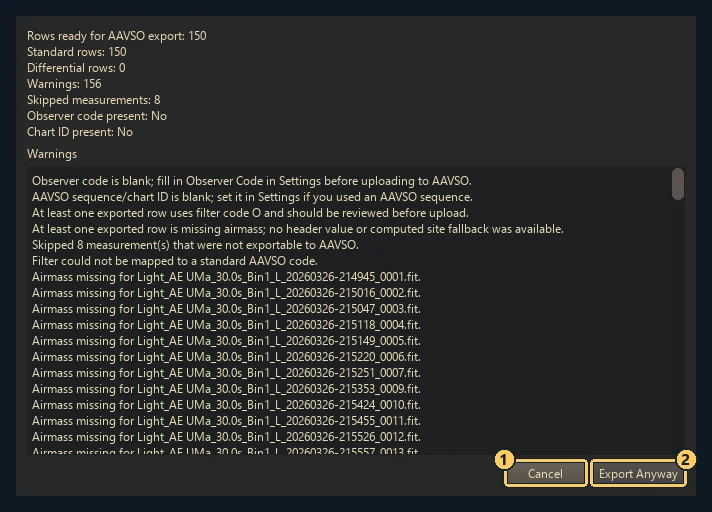 Rows ready for AAVSO export: 150
Standard rows: 150
Differential rows: 0
Warnings: 156
Skipped measurements: 8
Observer code present: No
Chart ID present: No
Warnings
Observer code is blank; fill in Observer Code in Settings before uploading to AAVSO.
AAVSO sequence/chart ID is blank; set it in Settings if you used an AAVSO sequence.
At least one exported row uses filter code O and should be reviewed before upload.
At least one exported row is missing airmass; no header value or computed site fallback was available.
Skipped 8 measurement(s) that were not exportable to AAVSO.
Filter could not be mapped to a standard AAVSO code.
Airmass missing for Light_AE UMa_30.0s_Bin1_L_20260326-214945_0001.fit.
Airmass missing for Light_AE UMa_30.0s_Bin1_L_20260326-215016_0002.fit.
Airmass missing for Light_AE UMa_30.0s_Bin1_L_20260326-215047_0003.fit.
Airmass missing for Light_AE UMa_30.0s_Bin1_L_20260326-215118_0004.fit.
Airmass missing for Light_AE UMa_30.0s_Bin1_L_20260326-215149_0005.fit.
Airmass missing for Light_AE UMa_30.0s_Bin1_L_20260326-215220_0006.fit.
Airmass missing for Light_AE UMa_30.0s_Bin1_L_20260326-215251_0007.fit.
Airmass missing for Light_AE UMa_30.0s_Bin1_L_20260326-215353_0009.fit.
Airmass missing for Light_AE UMa_30.0s_Bin1_L_20260326-215424_0010.fit.
Airmass missing for Light_AE UMa_30.0s_Bin1_L_20260326-215455_0011.fit.
Airmass missing for Light_AE UMa_30.0s_Bin1_L_20260326-215526_0012.fit.
Airmass missing for Light_AE UMa_30.0s_Bin1_L_20260326-215557_0013.fit.
1 Cancel
2 Export Anyway